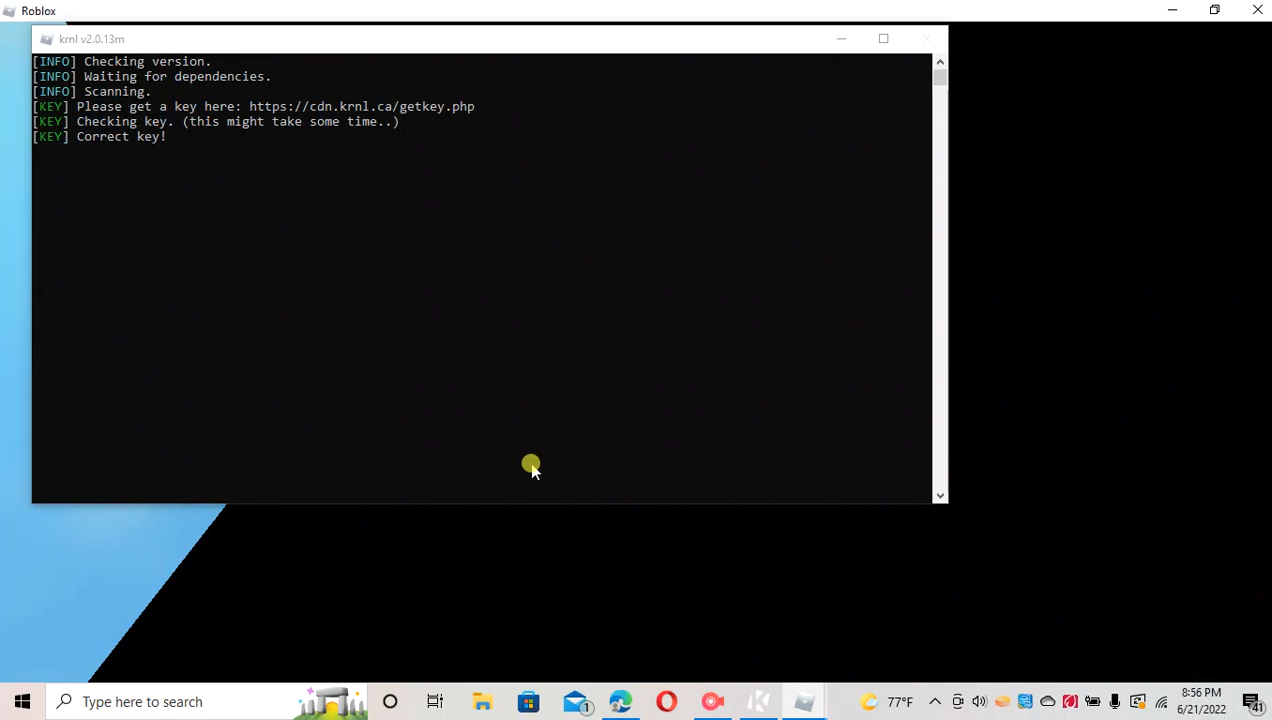 Roblox
krnl v2.0.13m
[INFO] Checking version.
[INFO] Waiting for dependencies.
[INFO] Scanning.
[KEY] Please get a key here: https://cdn.krnl.ca/getkey.php
[KEY] Checking key. (this might take some time..)
[KEY] Correct key!
Type here to search
1
77°F
8:56 PM
6/21/2022
41